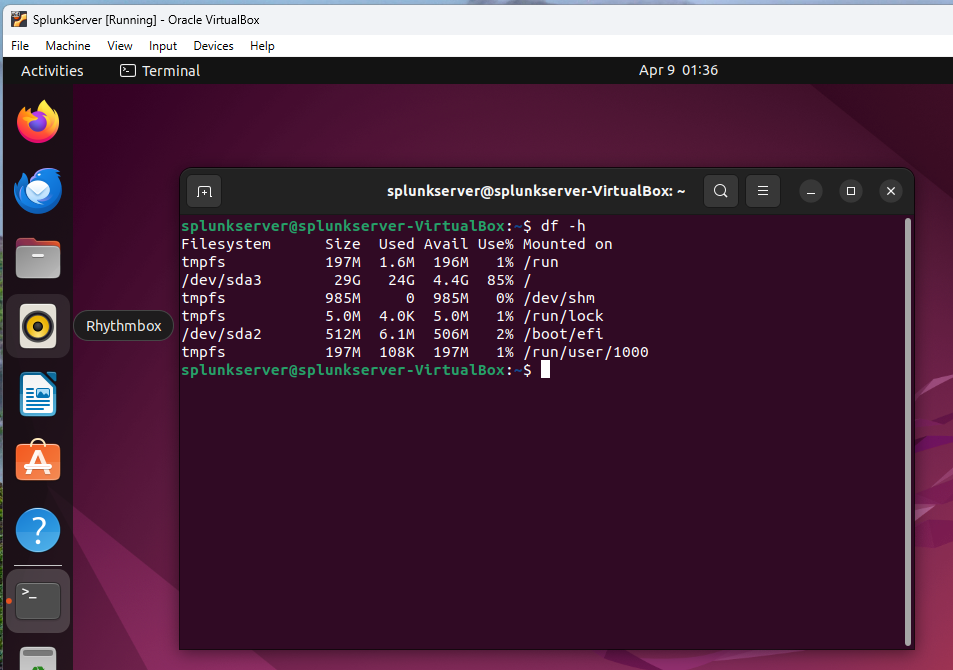 SplunkServer [Running] - Oracle VirtualBox
File Machine View Input Devices Help
Activities Terminal Apr 9 01:36
splunkserver@splunkserver-VirtualBox: ~
splunkserver@splunkserver-VirtualBox:~$ df -h
Filesystem Size Used Avail Use% Mounted on
tmpfs 197M 1.6M 196M 1% /run
/dev/sda3 29G 24G 4.4G 85% /
tmpfs 985M 0 985M 0% /dev/shm
tmpfs 5.0M 4.0K 5.0M 1% /run/lock
/dev/sda2 512M 6.1M 506M 2% /boot/efi
tmpfs 197M 108K 197M 1% /run/user/1000
splunkserver@splunkserver-VirtualBox:~$
Rhythmbox